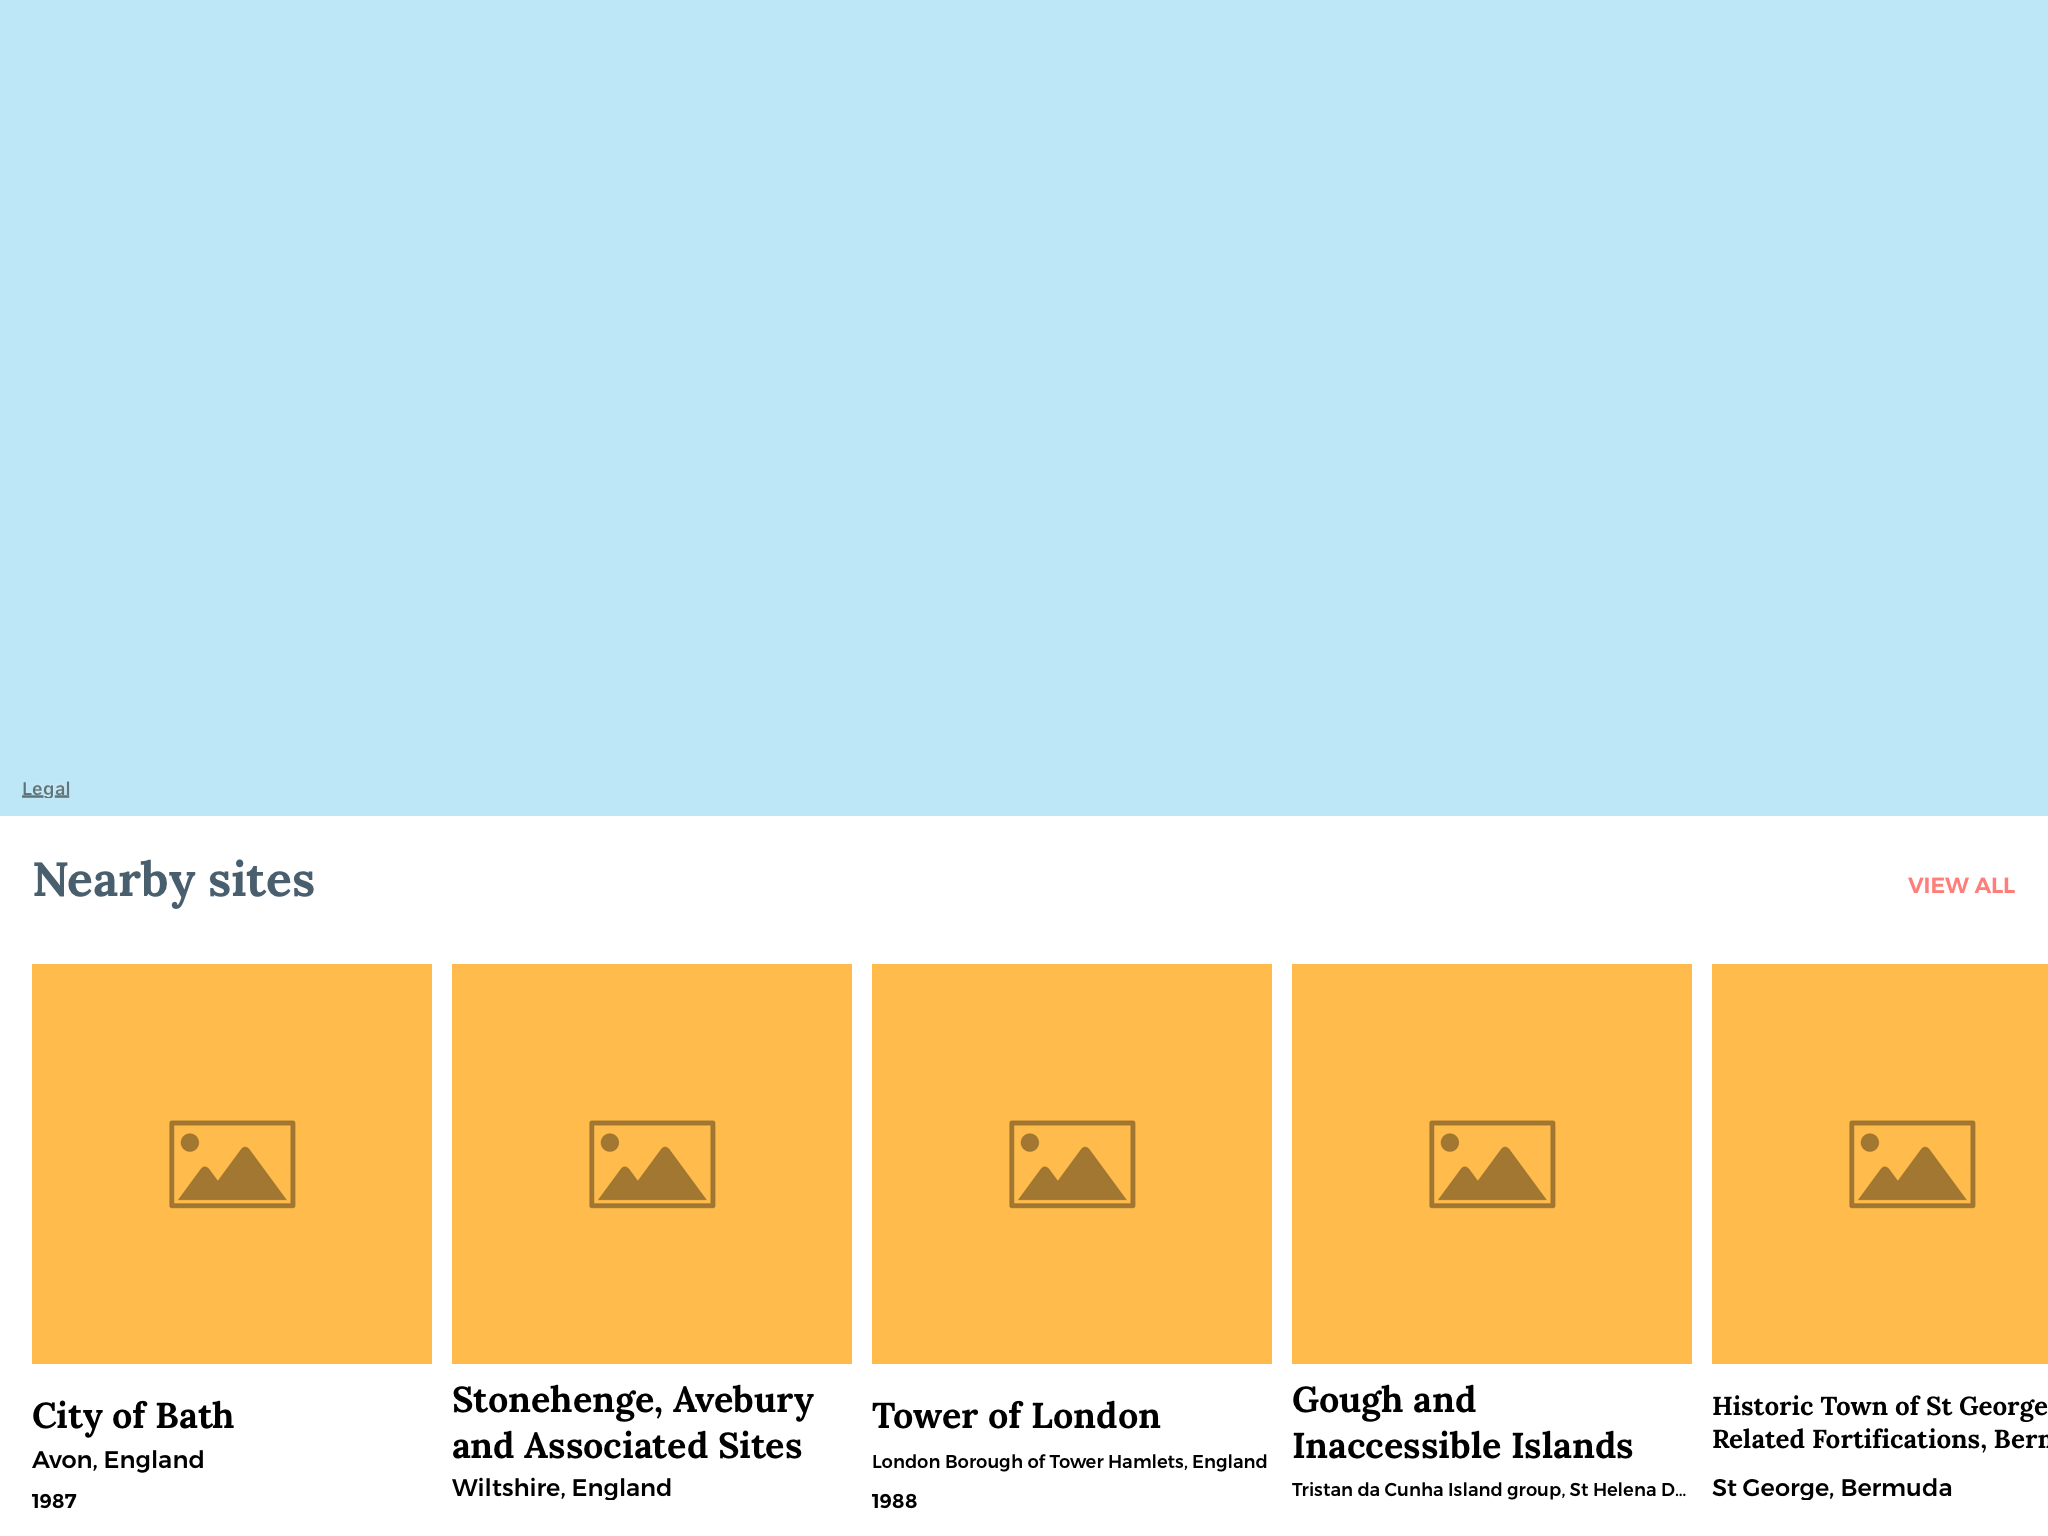 Legal
Nearby sites
VIEW ALL
City of Bath
Avon, England
1987
Stonehenge, Avebury
and Associated Sites
Wiltshire, England
Tower of London
London Borough of Tower Hamlets, England
1988
Gough and
Inaccessible Islands
Tristan da Cunha Island group, St Helena D...
Historic Town of St George
Related Fortifications, Berm
St George, Bermuda